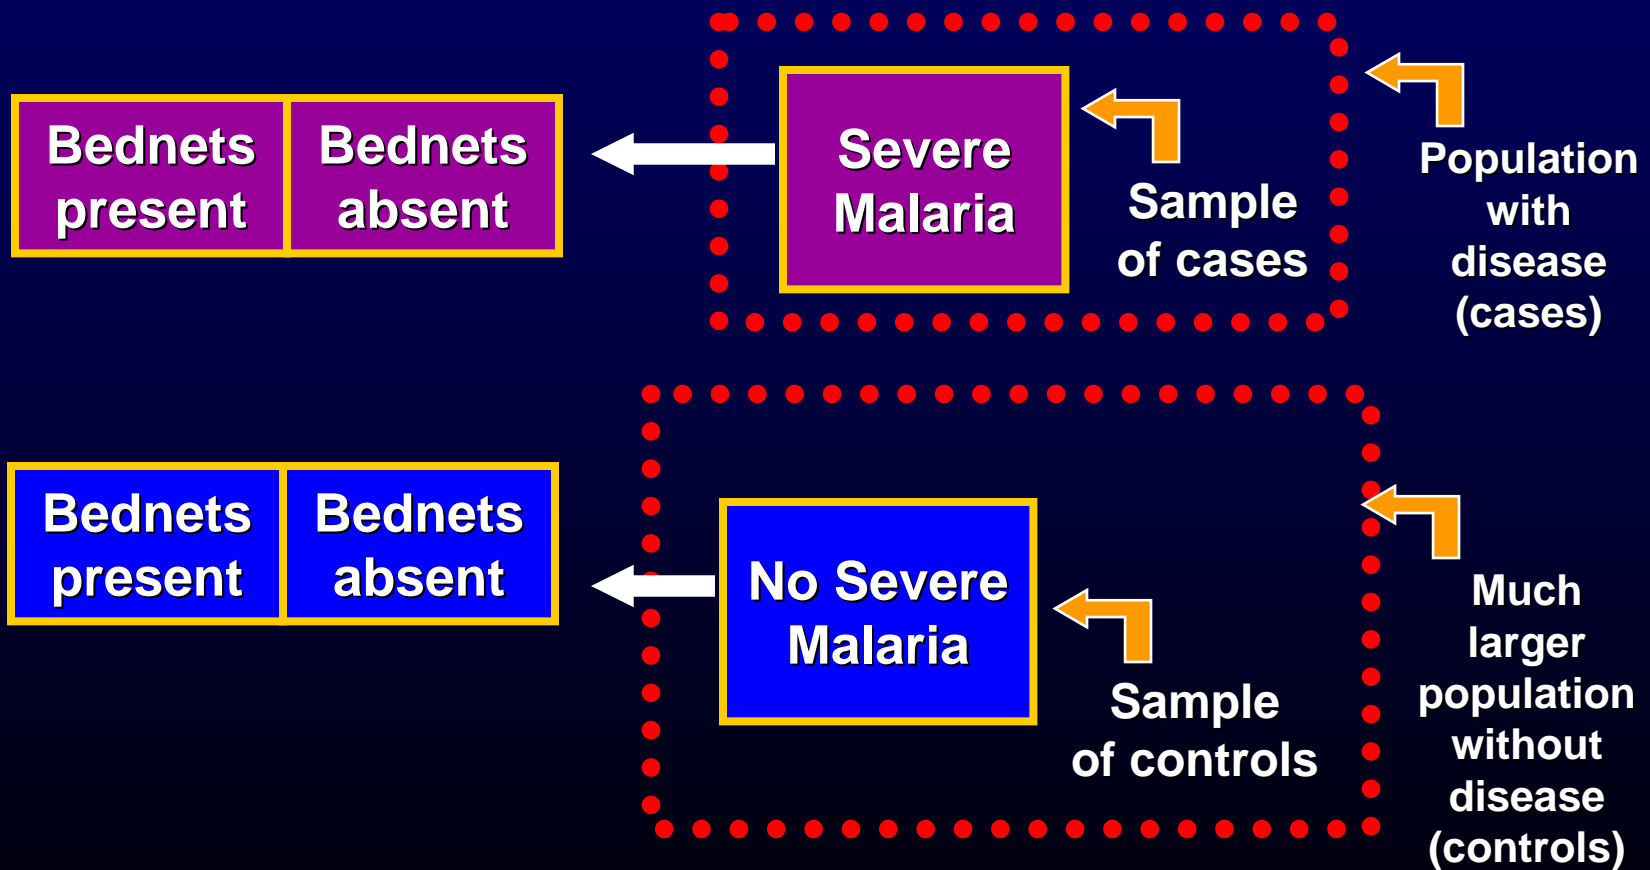 Bednets
present
Bednets
absent
Severe
Malaria
Sample
of cases
Population
with
disease
(cases)
Bednets
present
Bednets
absent
No Severe
Malaria
Sample
of controls
Much
larger
population
without
disease
(controls)